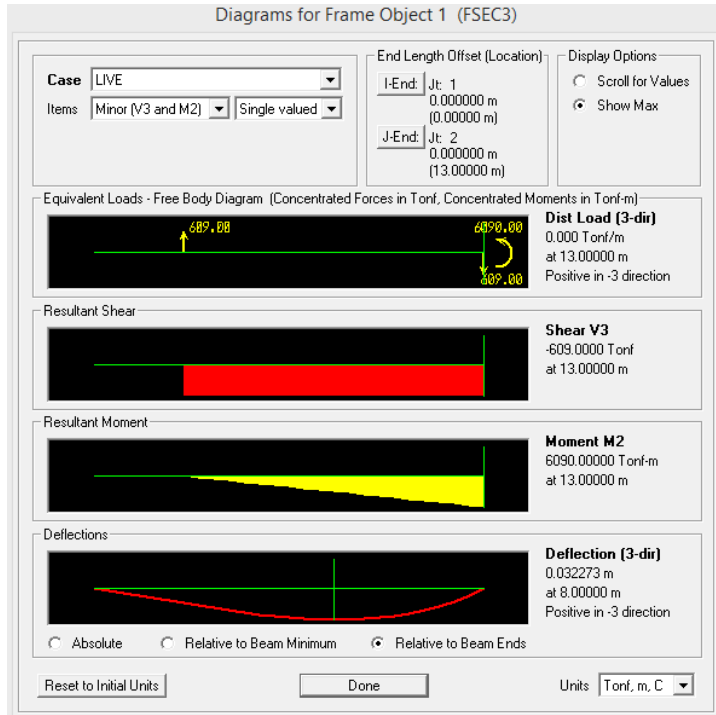 Diagrams for Frame Object 1 (FSEC3)
Case LIVE
Items Minor (V3 and M2) Single valued
End Length Offset (Location)
I-End: Jt: 1
0.000000 m
(0.00000 m)
J-End: Jt: 2
0.000000 m
(13.00000 m)
Display Options
Scroll for Values
Show Max
Equivalent Loads - Free Body Diagram (Concentrated Forces in Tonf, Concentrated Moments in Tonf-m)
609.00
6090.00
609.00
Dist Load (3-dir)
0.000 Tonf/m
at 13.00000 m
Positive in -3 direction
Resultant Shear
Shear V3
-609.0000 Tonf
at 13.00000 m
Resultant Moment
Moment M2
6090.00000 Tonf-m
at 13.00000 m
Deflections
Deflection (3-dir)
0.032273 m
at 8.00000 m
Positive in -3 direction
Absolute Relative to Beam Minimum Relative to Beam Ends
Reset to Initial Units Done Units Tonf, m, C